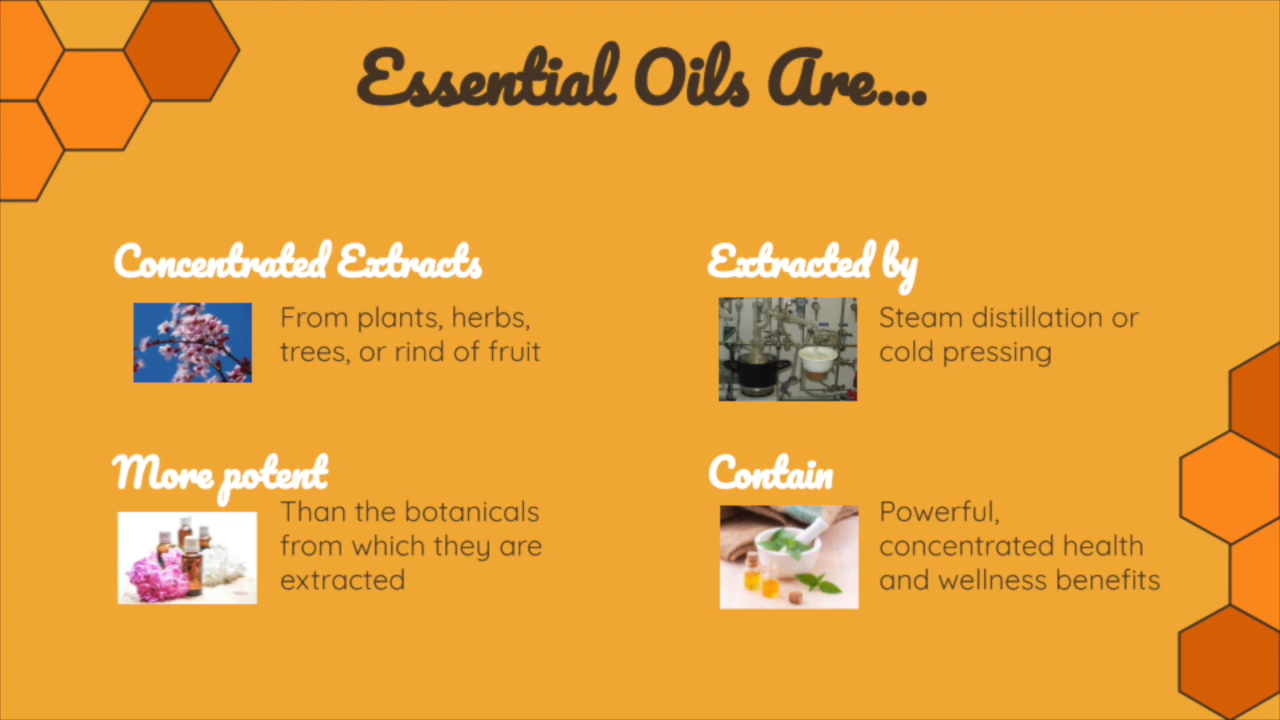 Essential Oils Are...
Concentrated Extracts
From plants, herbs,
trees, or rind of fruit
Extracted by
Steam distillation or
cold pressing
More potent
Than the botanicals
from which they are
extracted
Contain
Powerful,
concentrated health
and wellness benefits